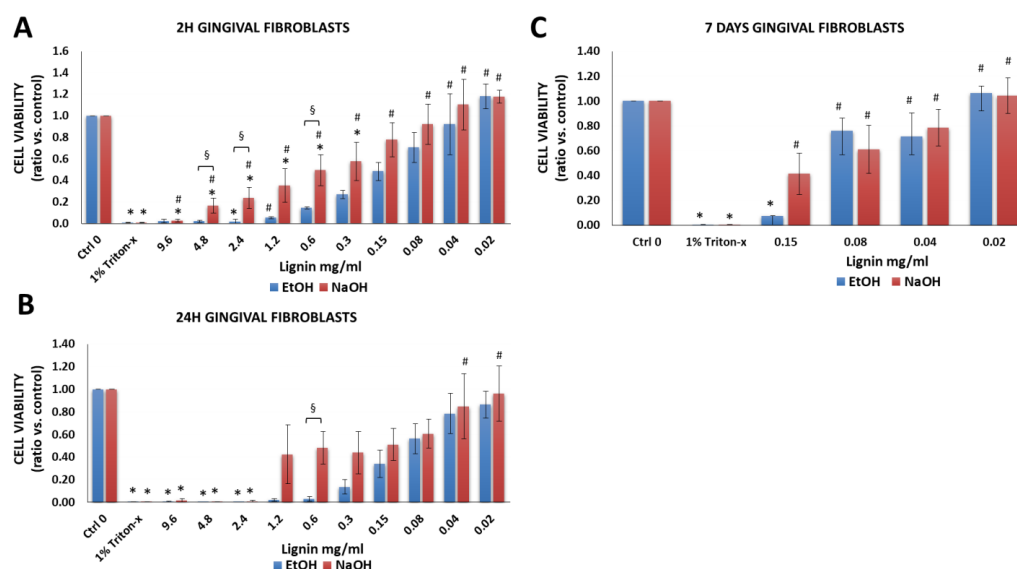 A
2H GINGIVAL FIBROBLASTS
CELL VIABILITY
(ratio vs. control)
1.6
1.4
1.2
1.0
0.8
0.6
0.4
0.2
0.0
* * # * § # * § * # * # # * § # * # * # # # # # #
Ctrl 0
1% Triton-x
9.6
4.8
2.4
1.2
0.6
0.3
0.15
0.08
0.04
0.02
Lignin mg/ml
EtOH NaOH
B
24H GINGIVAL FIBROBLASTS
CELL VIABILITY
(ratio vs. control)
1.40
1.20
1.00
0.80
0.60
0.40
0.20
0.00
* * * * * * * * § # #
Ctrl 0
1% Triton-x
9.6
4.8
2.4
1.2
0.6
0.3
0.15
0.08
0.04
0.02
Lignin mg/ml
EtOH NaOH
C
7 DAYS GINGIVAL FIBROBLASTS
CELL VIABILITY
(ratio vs. control)
1.40
1.20
1.00
0.80
0.60
0.40
0.20
0.00
* * * # # # # # # #
Ctrl 0
1% Triton-x
0.15
0.08
0.04
0.02
Lignin mg/ml
EtOH NaOH